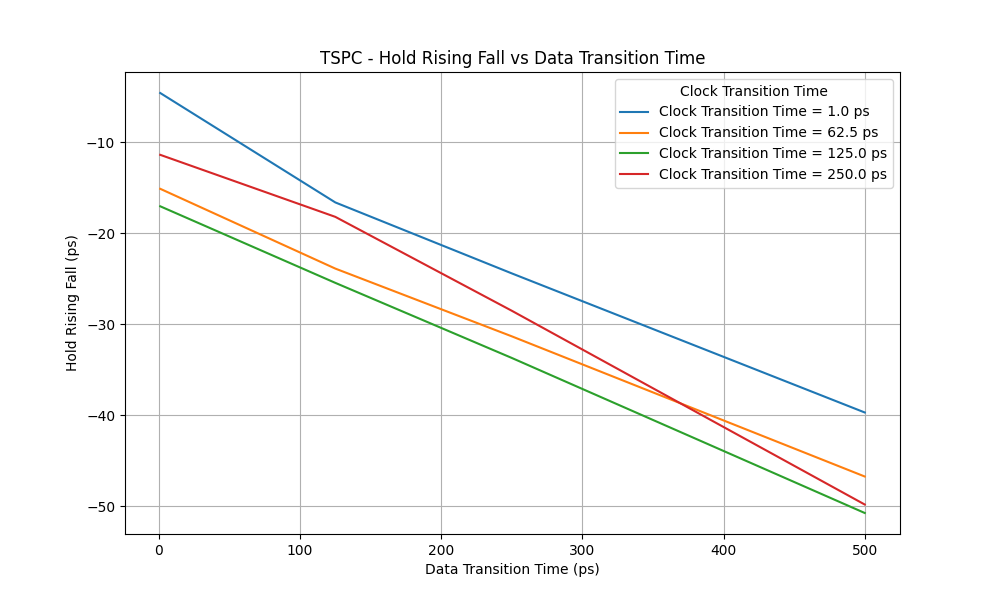 TSPC - Hold Rising Fall vs Data Transition Time
Clock Transition Time
Clock Transition Time = 1.0 ps
Clock Transition Time = 62.5 ps
Clock Transition Time = 125.0 ps
Clock Transition Time = 250.0 ps
Hold Rising Fall (ps)
−10
−20
−30
−40
−50
0
100
200
300
400
500
Data Transition Time (ps)